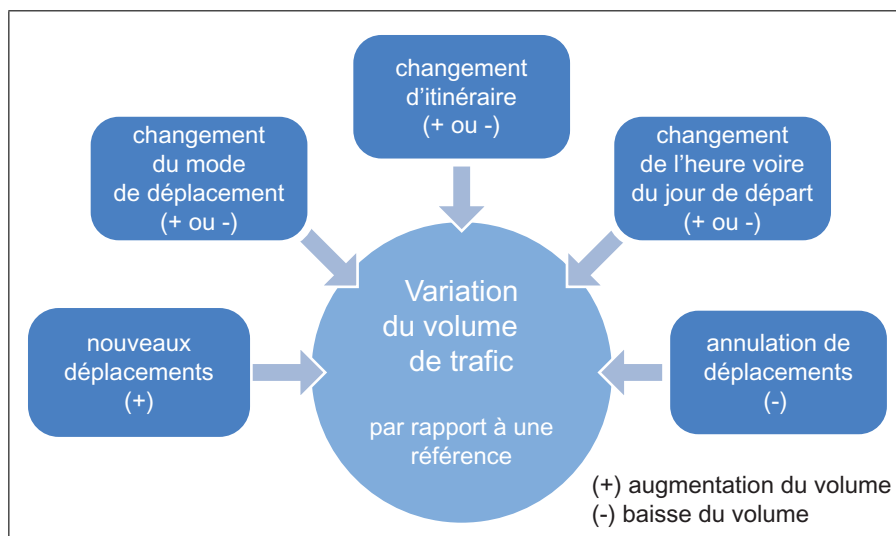 changement
d'itinéraire
(+ ou -)
changement
du mode
de déplacement
(+ ou -)
changement
de l'heure voire
du jour de départ
(+ ou -)
nouveaux
déplacements
(+)
Variation
du volume
de trafic
par rapport à une
référence
annulation de
déplacements
(-)
(+) augmentation du volume
(-) baisse du volume